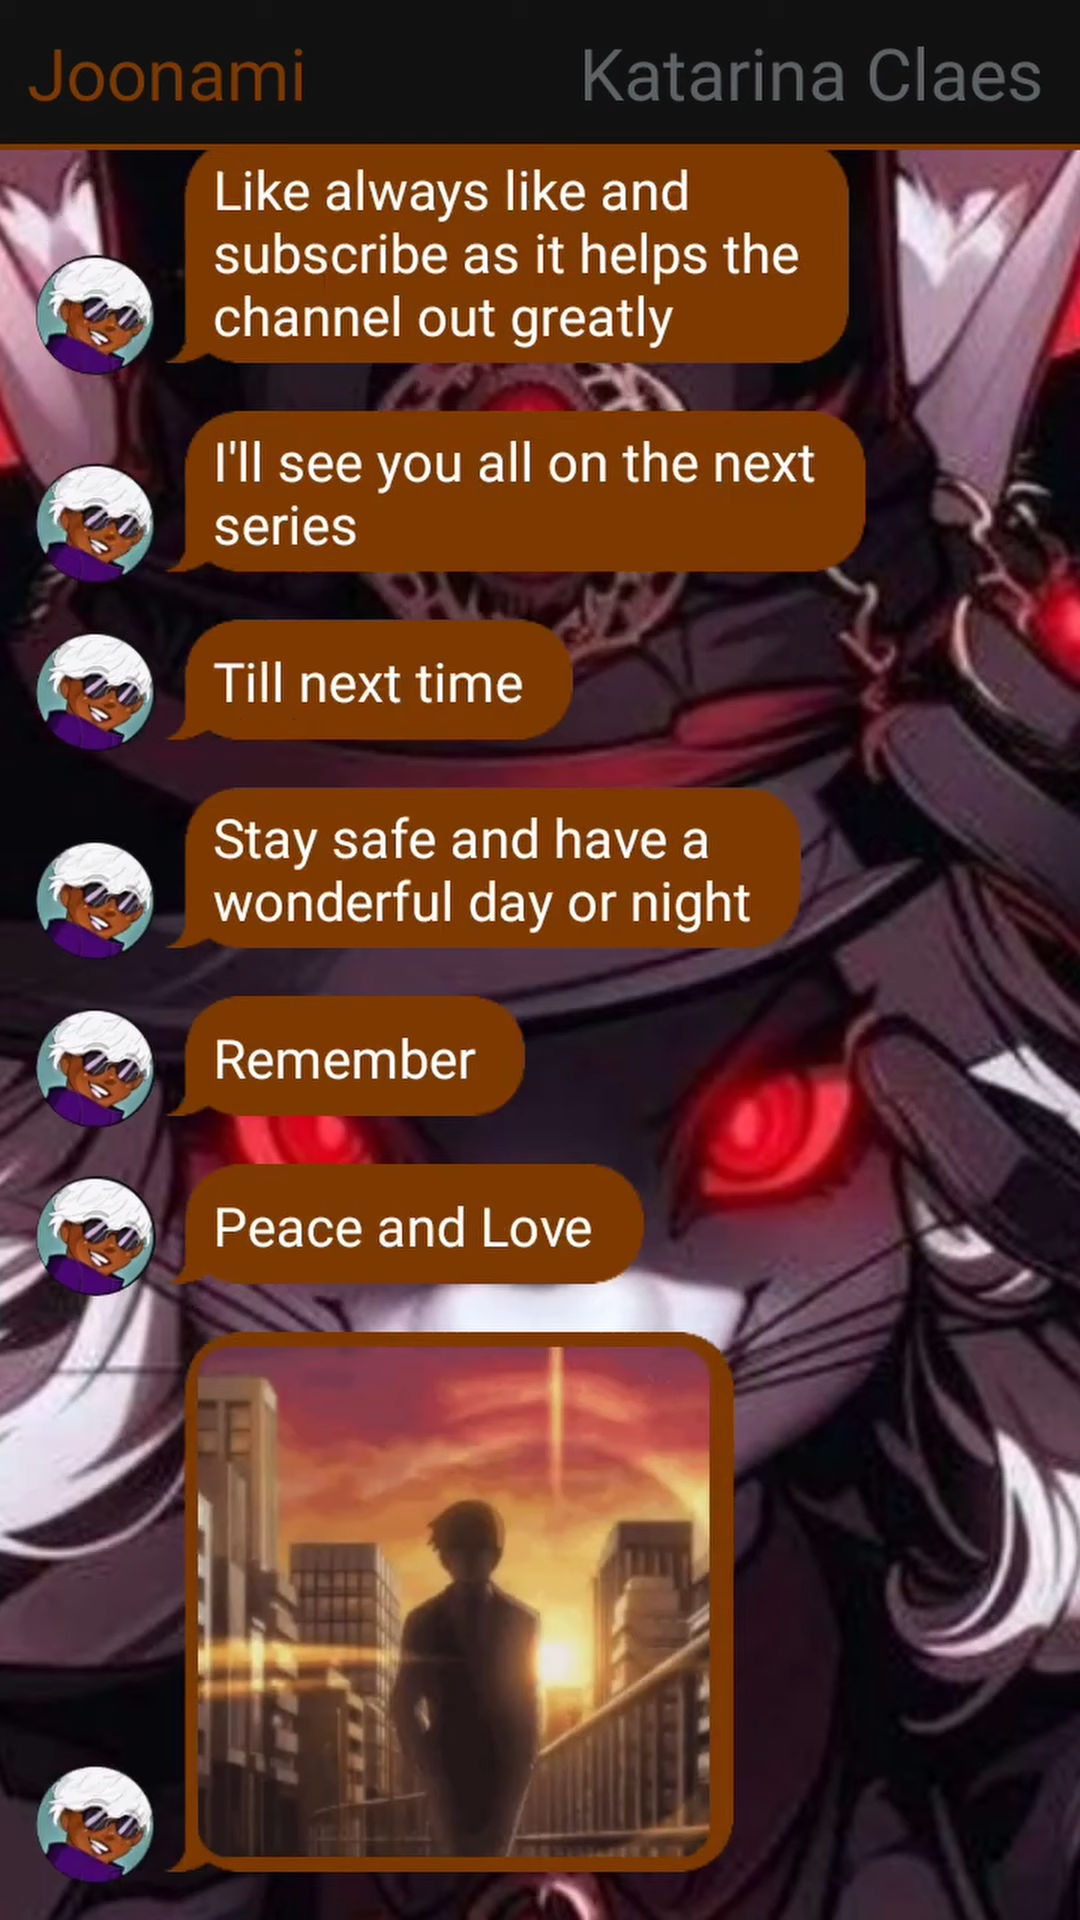 Joonami
Katarina Claes
Like always like and
subscribe as it helps the
channel out greatly
I'll see you all on the next
series
Till next time
Stay safe and have a
wonderful day or night
Remember
Peace and Love